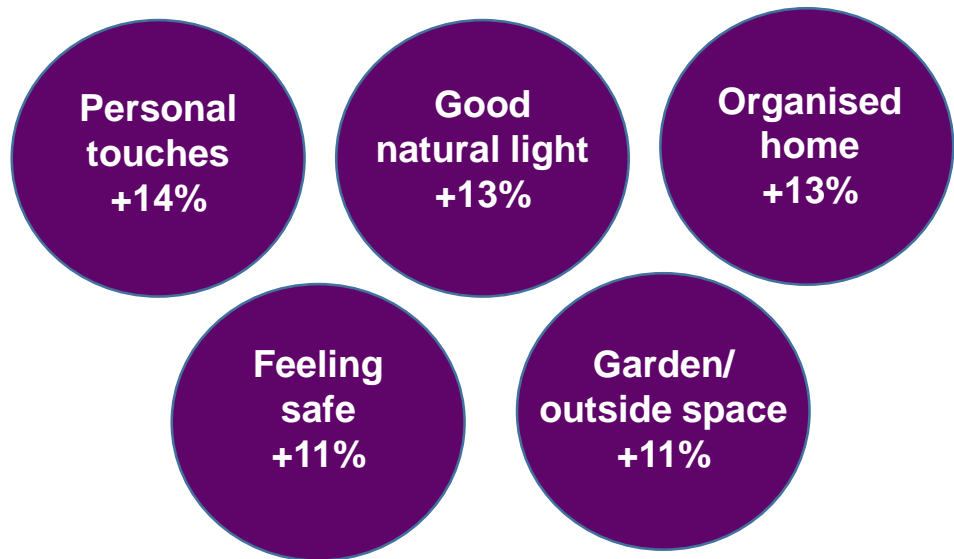 Personal
touches
+14%
Good
natural light
+13%
Organised
home
+13%
Feeling
safe
+11%
Garden/
outside space
+11%